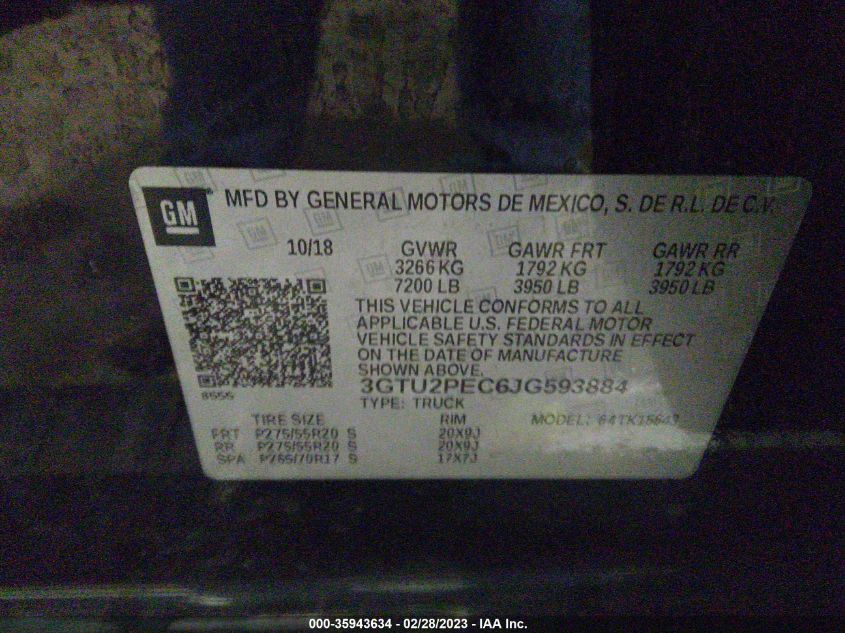 GM
MFD BY GENERAL MOTORS DE MEXICO, S. DE R.L. DE C.V.
10/18 GVWR GAWR FRT GAWR RR
3266 KG 1792 KG 1792 KG
7200 LB 3950 LB 3950 LB
THIS VEHICLE CONFORMS TO ALL
APPLICABLE U.S. FEDERAL MOTOR
VEHICLE SAFETY STANDARDS IN EFFECT
ON THE DATE OF MANUFACTURE
SHOWN ABOVE.
3GTU2PEC6JG593884
TYPE: TRUCK
TIRE SIZE RIM MODEL:
FRT P275/55R20 S 20X9J
RR P275/55R20 S 20X9J
SPA P265/70R17 S 17X7J
000-35943634 / 02/28/2023 - IAA Inc.